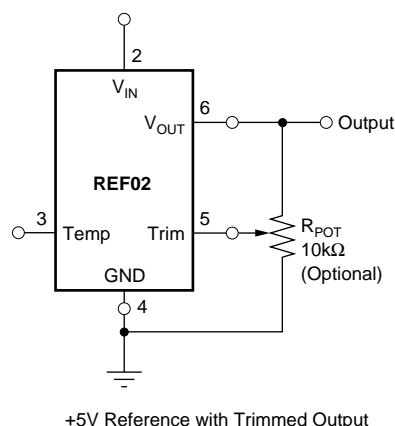 2
V_IN
6
V_OUT
Output
REF02
3
5
Temp
Trim
R_POT
10kΩ
(Optional)
GND
4
+5V Reference with Trimmed Output